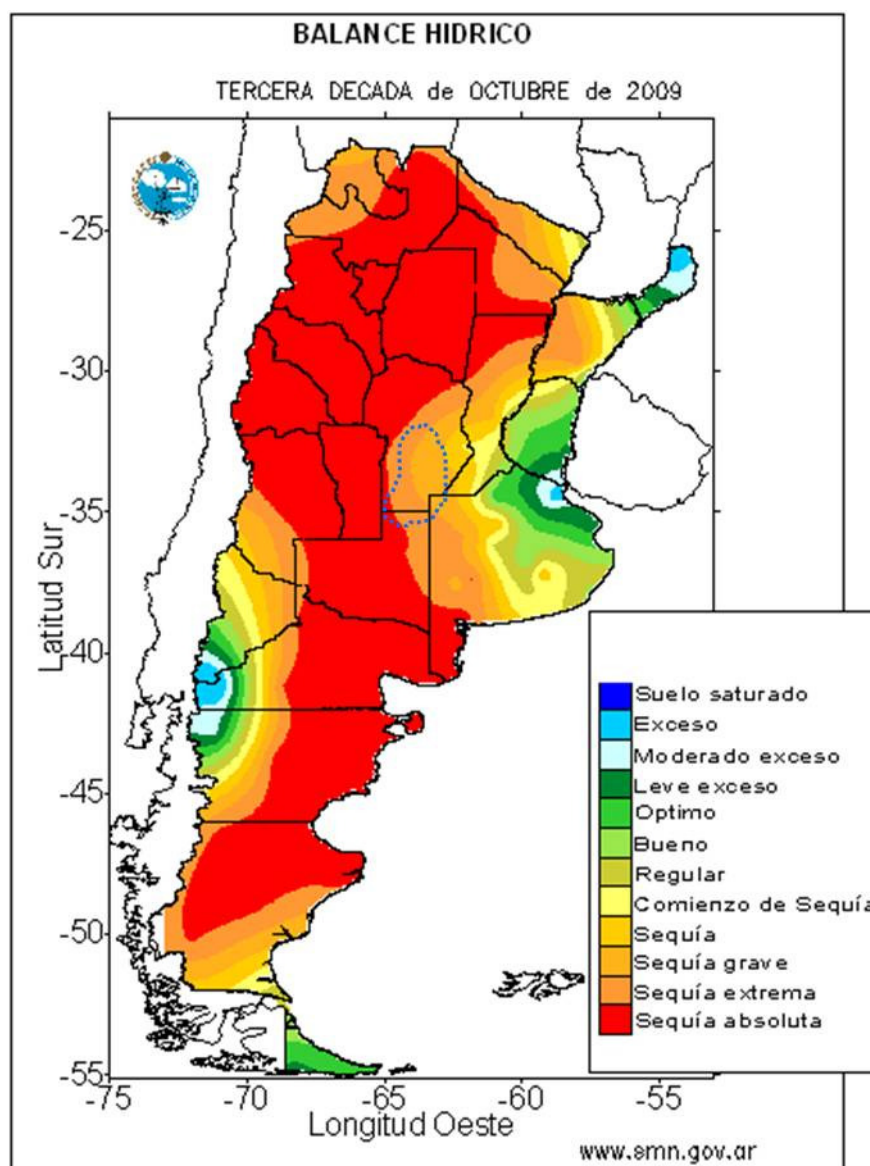 BALANCE HIDRICO
TERCERA DECADA de OCTUBRE de 2009
-25
-30
-35
-40
-45
-50
-55
Latitud Sur
-75
-70
-65
-60
-55
Longitud Oeste
Suelo saturado
Exceso
Moderado exceso
Leve exceso
Optimo
Bueno
Regular
Comienzo de Sequía
Sequía
Sequía grave
Sequía extrema
Sequía absoluta
www.smn.gov.ar